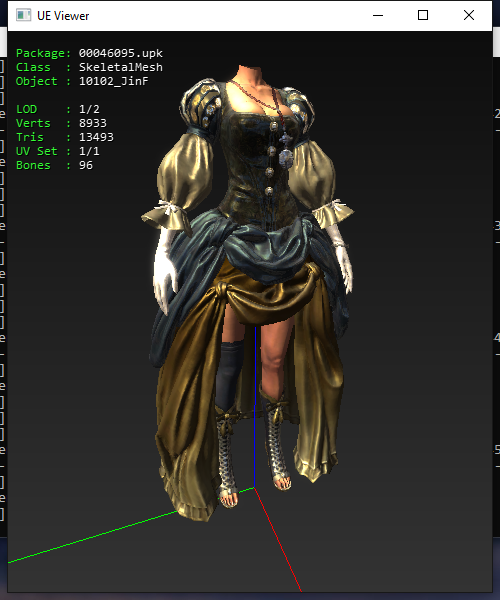 UE Viewer
Package: 00046095.upk
Class  : SkeletalMesh
Object : 10102_JinF
LOD    : 1/2
Verts  : 8933
Tris   : 13493
UV Set : 1/1
Bones  : 96